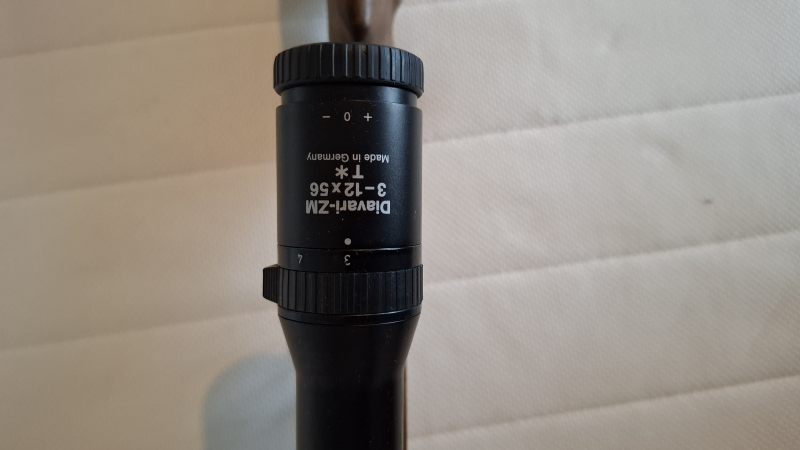 3 4
Diavari-ZM
3-12x56
T*
Made in Germany
+ 0 -